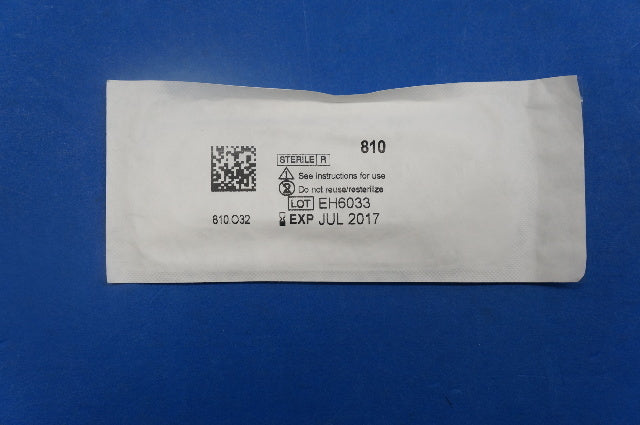 810
STERILE R
See instructions for use
Do not reuse/resterilize
LOT EH6033
810.O32
EXP JUL 2017